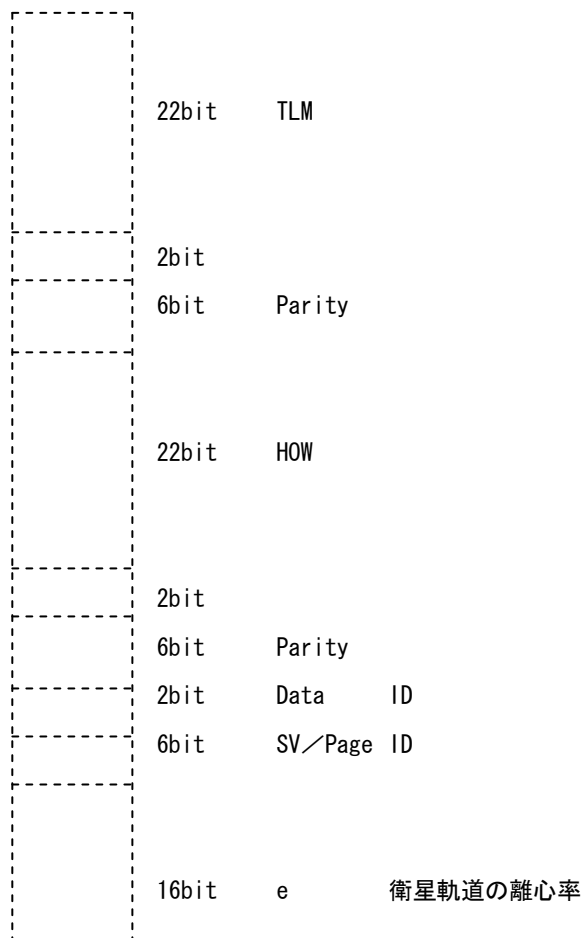 22bit TLM
2bit
6bit Parity
22bit HOW
2bit
6bit Parity
2bit Data ID
6bit SV／Page ID
16bit e 衛星軌道の離心率